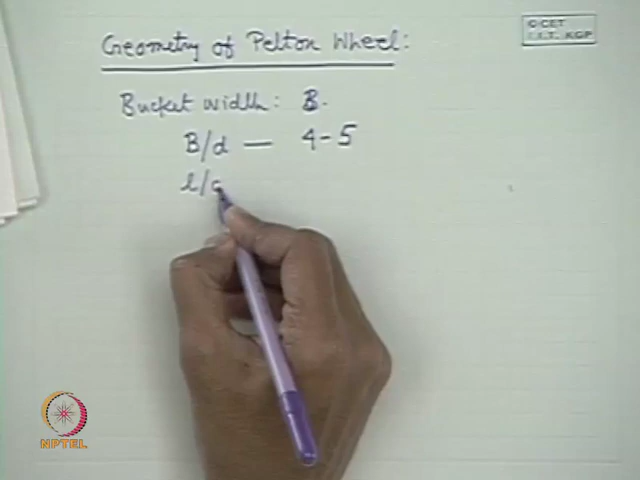 Geometry of Pelton Wheel:
© CET
I.I.T. KGP
Bucket width: B.
B/d — 4-5
l/
NPTEL